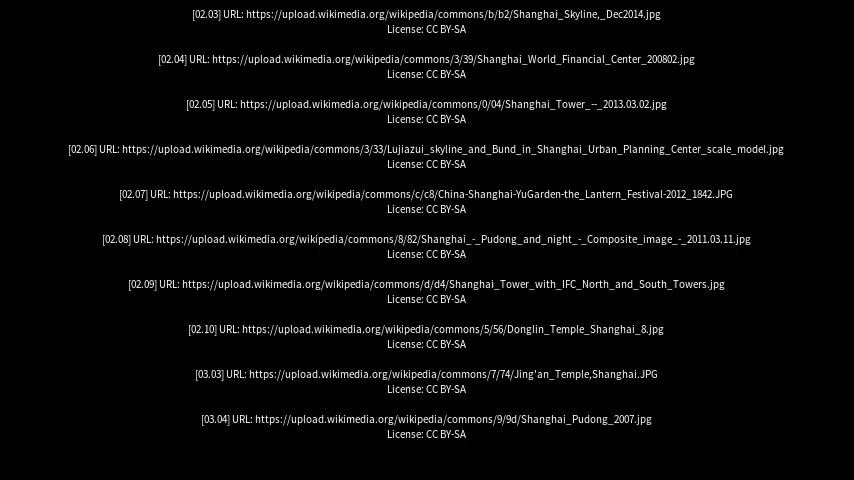 [02.03] URL: https://upload.wikimedia.org/wikipedia/commons/b/b2/Shanghai_Skyline,_Dec2014.jpg
License: CC BY-SA
[02.04] URL: https://upload.wikimedia.org/wikipedia/commons/3/39/Shanghai_World_Financial_Center_200802.jpg
License: CC BY-SA
[02.05] URL: https://upload.wikimedia.org/wikipedia/commons/0/04/Shanghai_Tower_--_2013.03.02.jpg
License: CC BY-SA
[02.06] URL: https://upload.wikimedia.org/wikipedia/commons/3/33/Lujiazui_skyline_and_Bund_in_Shanghai_Urban_Planning_Center_scale_model.jpg
License: CC BY-SA
[02.07] URL: https://upload.wikimedia.org/wikipedia/commons/c/c8/China-Shanghai-YuGarden-the_Lantern_Festival-2012_1842.JPG
License: CC BY-SA
[02.08] URL: https://upload.wikimedia.org/wikipedia/commons/8/82/Shanghai_-_Pudong_and_night_-_Composite_image_-_2011.03.11.jpg
License: CC BY-SA
[02.09] URL: https://upload.wikimedia.org/wikipedia/commons/d/d4/Shanghai_Tower_with_IFC_North_and_South_Towers.jpg
License: CC BY-SA
[02.10] URL: https://upload.wikimedia.org/wikipedia/commons/5/56/Donglin_Temple_Shanghai_8.jpg
License: CC BY-SA
[03.03] URL: https://upload.wikimedia.org/wikipedia/commons/7/74/Jing'an_Temple,Shanghai.JPG
License: CC BY-SA
[03.04] URL: https://upload.wikimedia.org/wikipedia/commons/9/9d/Shanghai_Pudong_2007.jpg
License: CC BY-SA